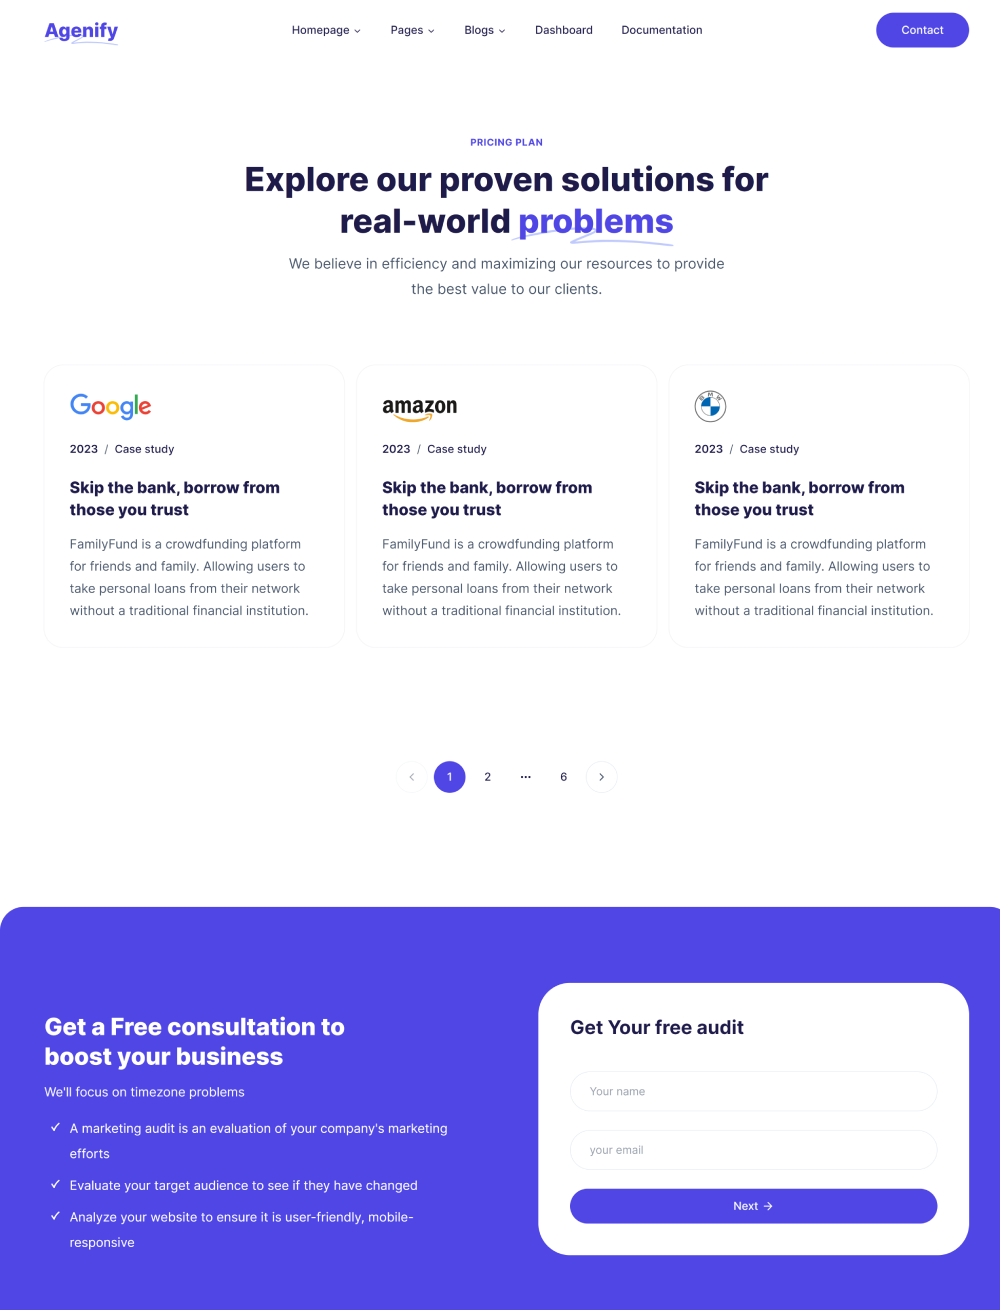 Agenify
Homepage
Pages
Blogs
Dashboard
Documentation
Contact
PRICING PLAN
Explore our proven solutions for
real-world problems
We believe in efficiency and maximizing our resources to provide
the best value to our clients.
Google
2023 / Case study
Skip the bank, borrow from
those you trust
FamilyFund is a crowdfunding platform
for friends and family. Allowing users to
take personal loans from their network
without a traditional financial institution.
amazon
2023 / Case study
Skip the bank, borrow from
those you trust
FamilyFund is a crowdfunding platform
for friends and family. Allowing users to
take personal loans from their network
without a traditional financial institution.
BMW
2023 / Case study
Skip the bank, borrow from
those you trust
FamilyFund is a crowdfunding platform
for friends and family. Allowing users to
take personal loans from their network
without a traditional financial institution.
1 2 ... 6
Get a Free consultation to
boost your business
We'll focus on timezone problems
A marketing audit is an evaluation of your company's marketing
efforts
Evaluate your target audience to see if they have changed
Analyze your website to ensure it is user-friendly, mobile-
responsive
Get Your free audit
Your name
your email
Next →